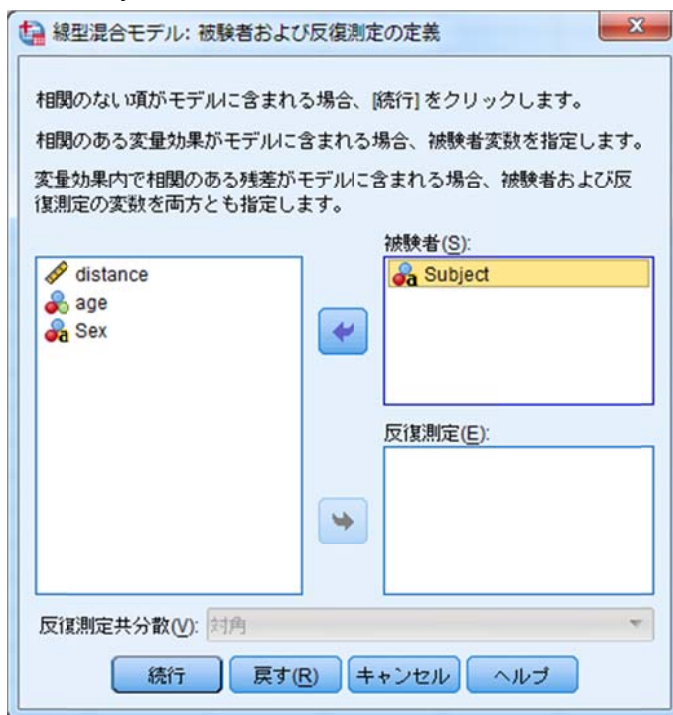 線型混合モデル: 被験者および反復測定の定義
相関のない項がモデルに含まれる場合、[続行] をクリックします。
相関のある変量効果がモデルに含まれる場合、被験者変数を指定します。
変量効果内で相関のある残差がモデルに含まれる場合、被験者および反
復測定の変数を両方とも指定します。
被験者(S):
distance
age
Sex
Subject
反復測定(E):
反復測定共分散(V): 対角
続行 戻す(R) キャンセル ヘルプ